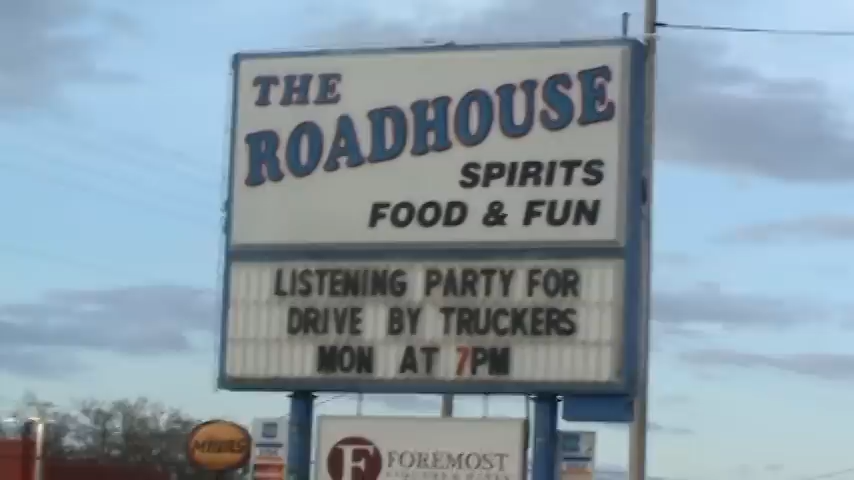 THE
ROADHOUSE
SPIRITS
FOOD & FUN
LISTENING PARTY FOR
DRIVE BY TRUCKERS
MON AT 7PM
F FOREMOST